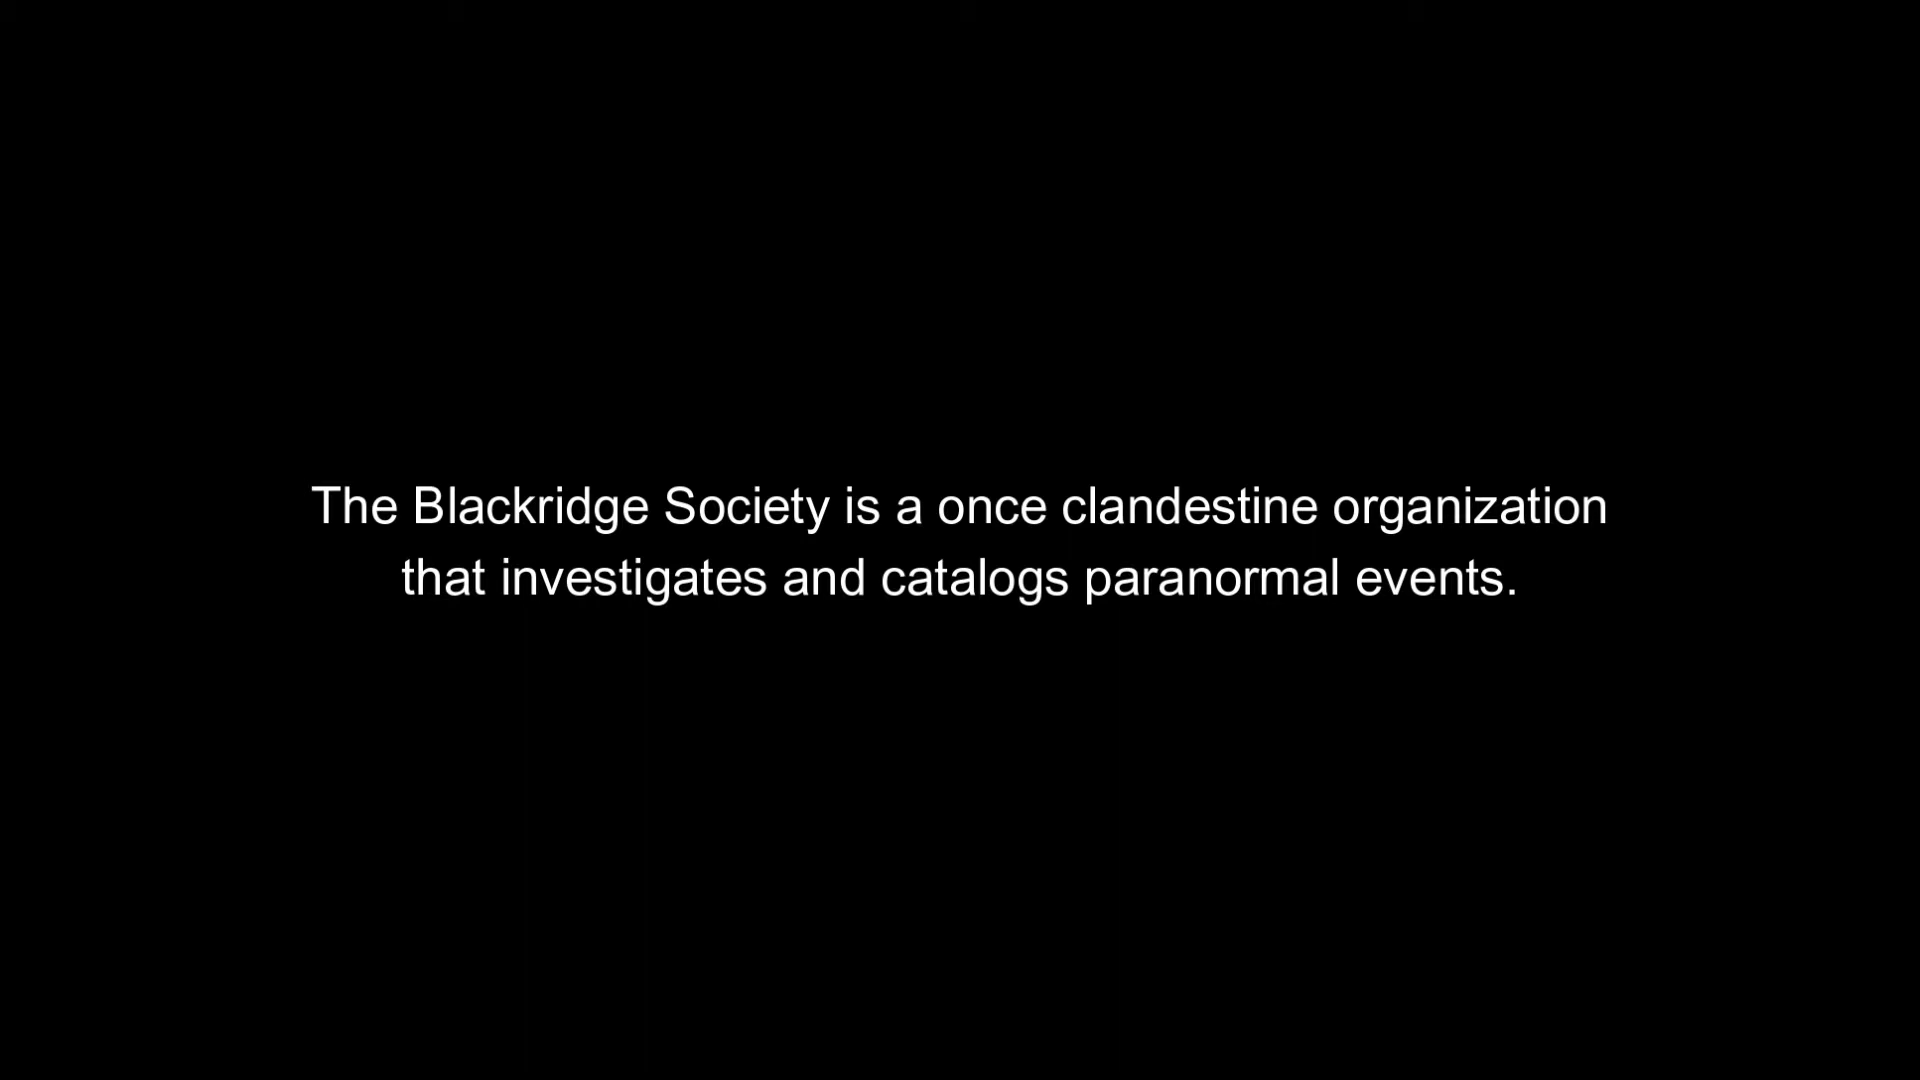 The Blackridge Society is a once clandestine organization
that investigates and catalogs paranormal events.